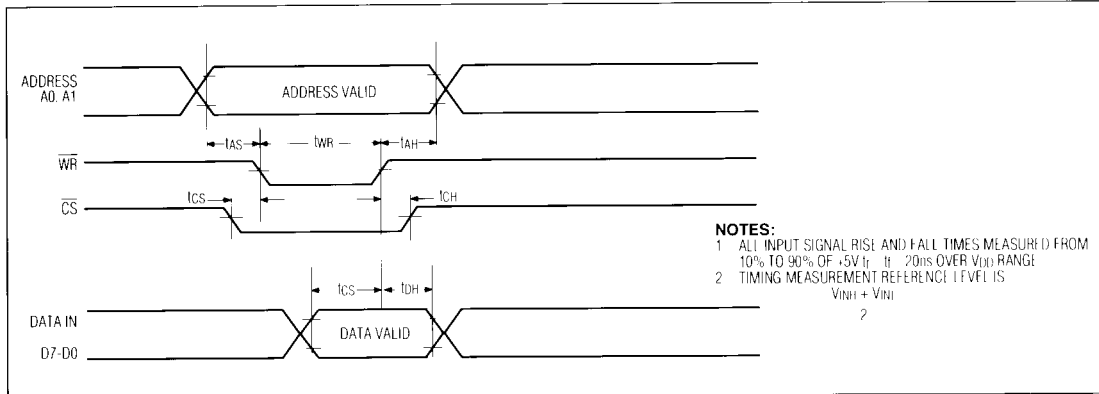 ADDRESS
A0, A1
ADDRESS VALID
tAS
tWR
tAH
WR
tCS
tCH
CS
NOTES:
1 ALL INPUT SIGNAL RISE AND FALL TIMES MEASURED FROM
10% TO 90% OF +5V tr tf 20ns OVER VDD RANGE
2 TIMING MEASUREMENT REFERENCE LEVEL IS
VINH + VINL
2
tCS
tDH
DATA IN
DATA VALID
D7-D0